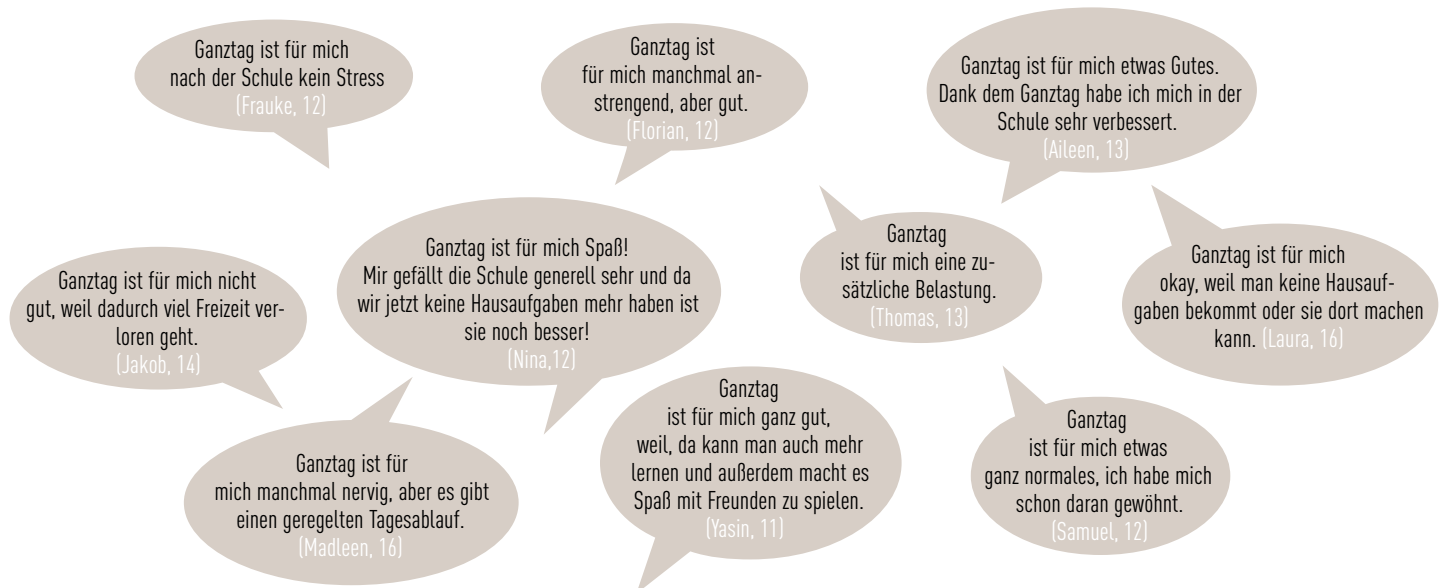 Ganztag ist für mich
nach der Schule kein Stress
(Frauke, 12)
Ganztag ist
für mich manchmal an-
strengend, aber gut.
(Florian, 12)
Ganztag ist für mich etwas Gutes.
Dank dem Ganztag habe ich mich in der
Schule sehr verbessert.
(Aileen, 13)
Ganztag ist für mich nicht
gut, weil dadurch viel Freizeit ver-
loren geht.
(Jakob, 14)
Ganztag ist für mich Spaß!
Mir gefällt die Schule generell sehr und da
wir jetzt keine Hausaufgaben mehr haben ist
sie noch besser!
(Nina,12)
Ganztag
ist für mich eine zu-
sätzliche Belastung.
(Thomas, 13)
Ganztag ist für mich
okay, weil man keine Hausauf-
gaben bekommt oder sie dort machen
kann. (Laura, 16)
Ganztag ist für
mich manchmal nervig, aber es gibt
einen geregelten Tagesablauf.
(Madleen, 16)
Ganztag
ist für mich ganz gut,
weil, da kann man auch mehr
lernen und außerdem macht es
Spaß mit Freunden zu spielen.
(Yasin, 11)
Ganztag
ist für mich etwas
ganz normales, ich habe mich
schon daran gewöhnt.
(Samuel, 12)